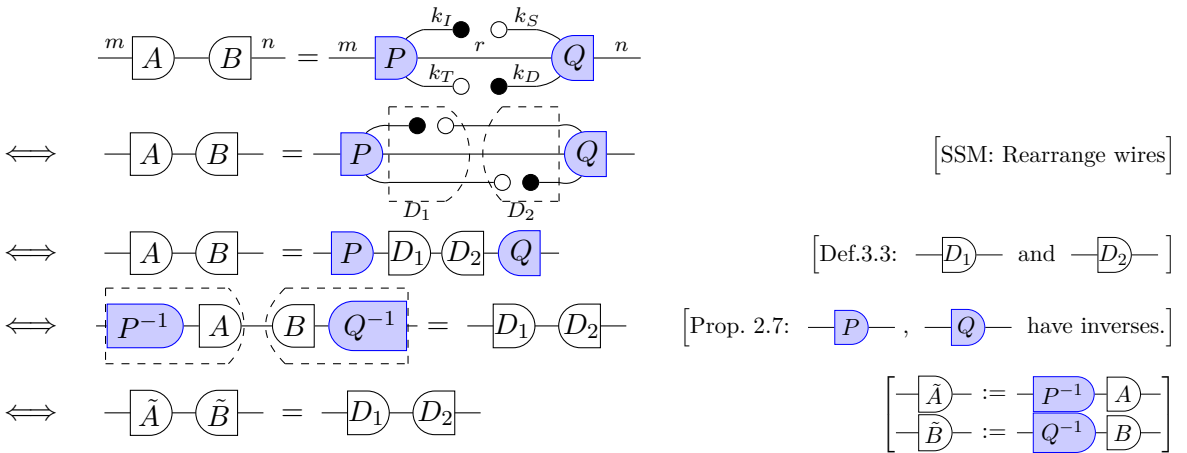 m A B n = m P k_I k_T r k_S k_D Q n
⟺ A B = P D_1 D_2 Q [SSM: Rearrange wires]
⟺ A B = P D_1 D_2 Q [Def.3.3: D_1 and D_2 ]
⟺ P^{-1} A B Q^{-1} = D_1 D_2 [Prop. 2.7: P , Q have inverses.]
⟺ Ã B̃ = D_1 D_2 [ Ã := P^{-1} A
B̃ := Q^{-1} B ]